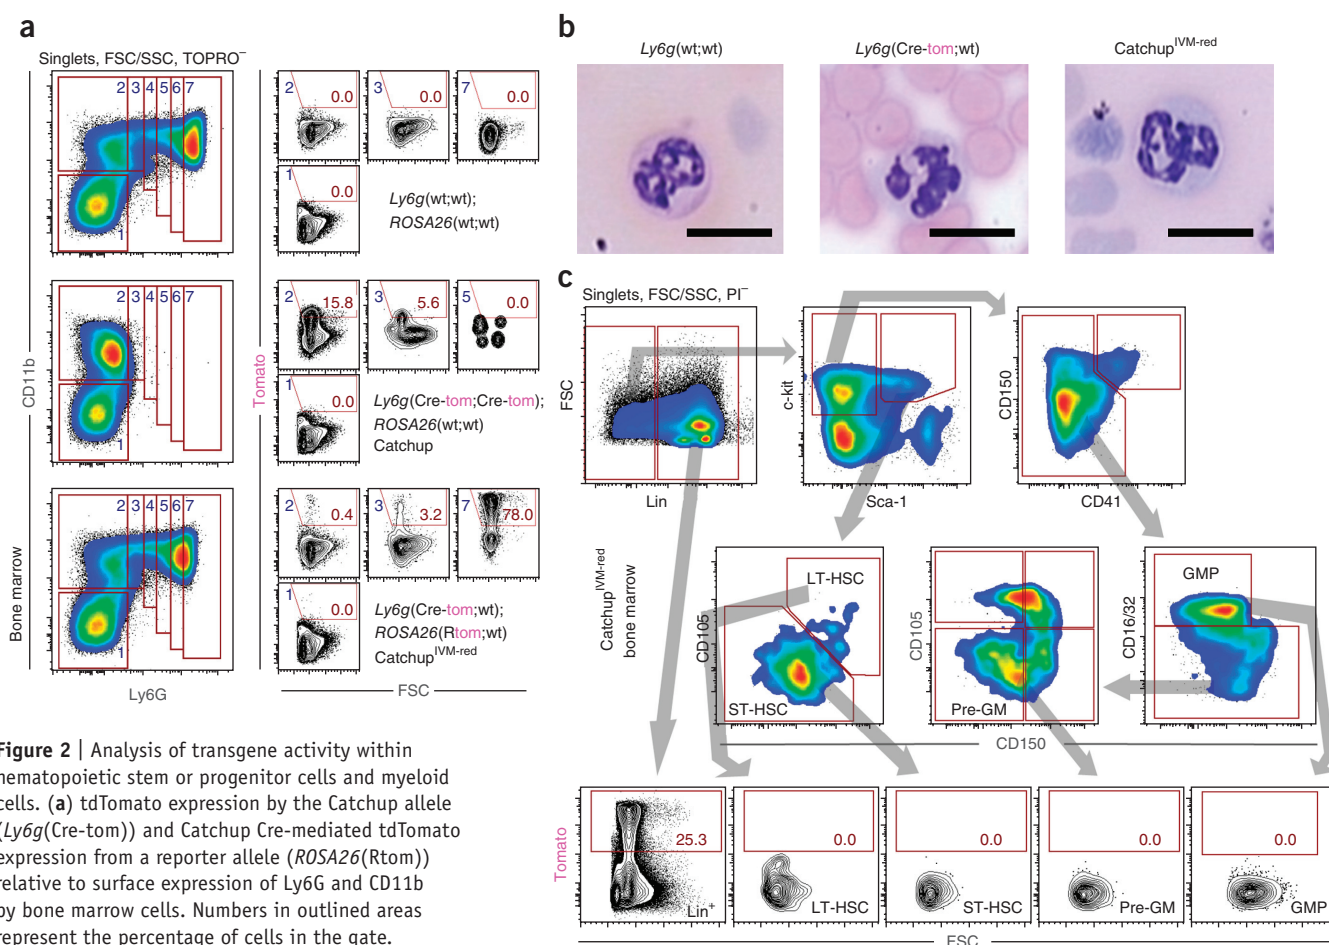 a
Singlets, FSC/SSC, TOPRO⁻
CD11b
Bone marrow
Ly6G
2 3 4 5 6 7
1
2 3 4 5 6 7
1
2 3 4 5 6 7
1
Tomato
FSC
2 0.0
3 0.0
7 0.0
1 0.0
Ly6g(wt;wt);
ROSA26(wt;wt)
2 15.8
3 5.6
5 0.0
1 0.0
Ly6g(Cre-tom;Cre-tom);
ROSA26(wt;wt)
Catchup
2 0.4
3 3.2
7 78.0
1 0.0
Ly6g(Cre-tom;wt);
ROSA26(Rtom;wt)
Catchup^IVM-red
b
Ly6g(wt;wt)
Ly6g(Cre-tom;wt)
Catchup^IVM-red
c
Singlets, FSC/SSC, PI⁻
FSC
Lin
c-kit
Sca-1
CD150
CD41
Catchup^IVM-red
bone marrow
CD105
LT-HSC
ST-HSC
CD105
Pre-GM
CD16/32
GMP
CD150
Tomato
25.3
Lin⁺
0.0
LT-HSC
0.0
ST-HSC
0.0
Pre-GM
0.0
GMP
FSC
Figure 2 | Analysis of transgene activity within
hematopoietic stem or progenitor cells and myeloid
cells. (a) tdTomato expression by the Catchup allele
(Ly6g(Cre-tom)) and Catchup Cre-mediated tdTomato
expression from a reporter allele (ROSA26(Rtom))
relative to surface expression of Ly6G and CD11b
by bone marrow cells. Numbers in outlined areas
represent the percentage of cells in the gate.